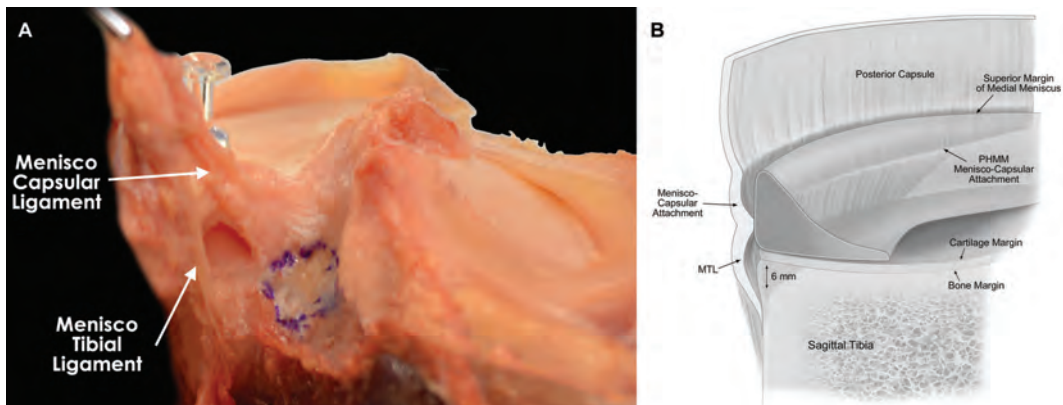 A
Menisco
Capsular
Ligament
Menisco
Tibial
Ligament
B
Posterior Capsule
Superior Margin
of Medial Meniscus
PHMM
Menisco-Capsular
Attachment
Menisco-
Capsular
Attachment
Cartilage Margin
MTL
6 mm
Bone Margin
Sagittal Tibia